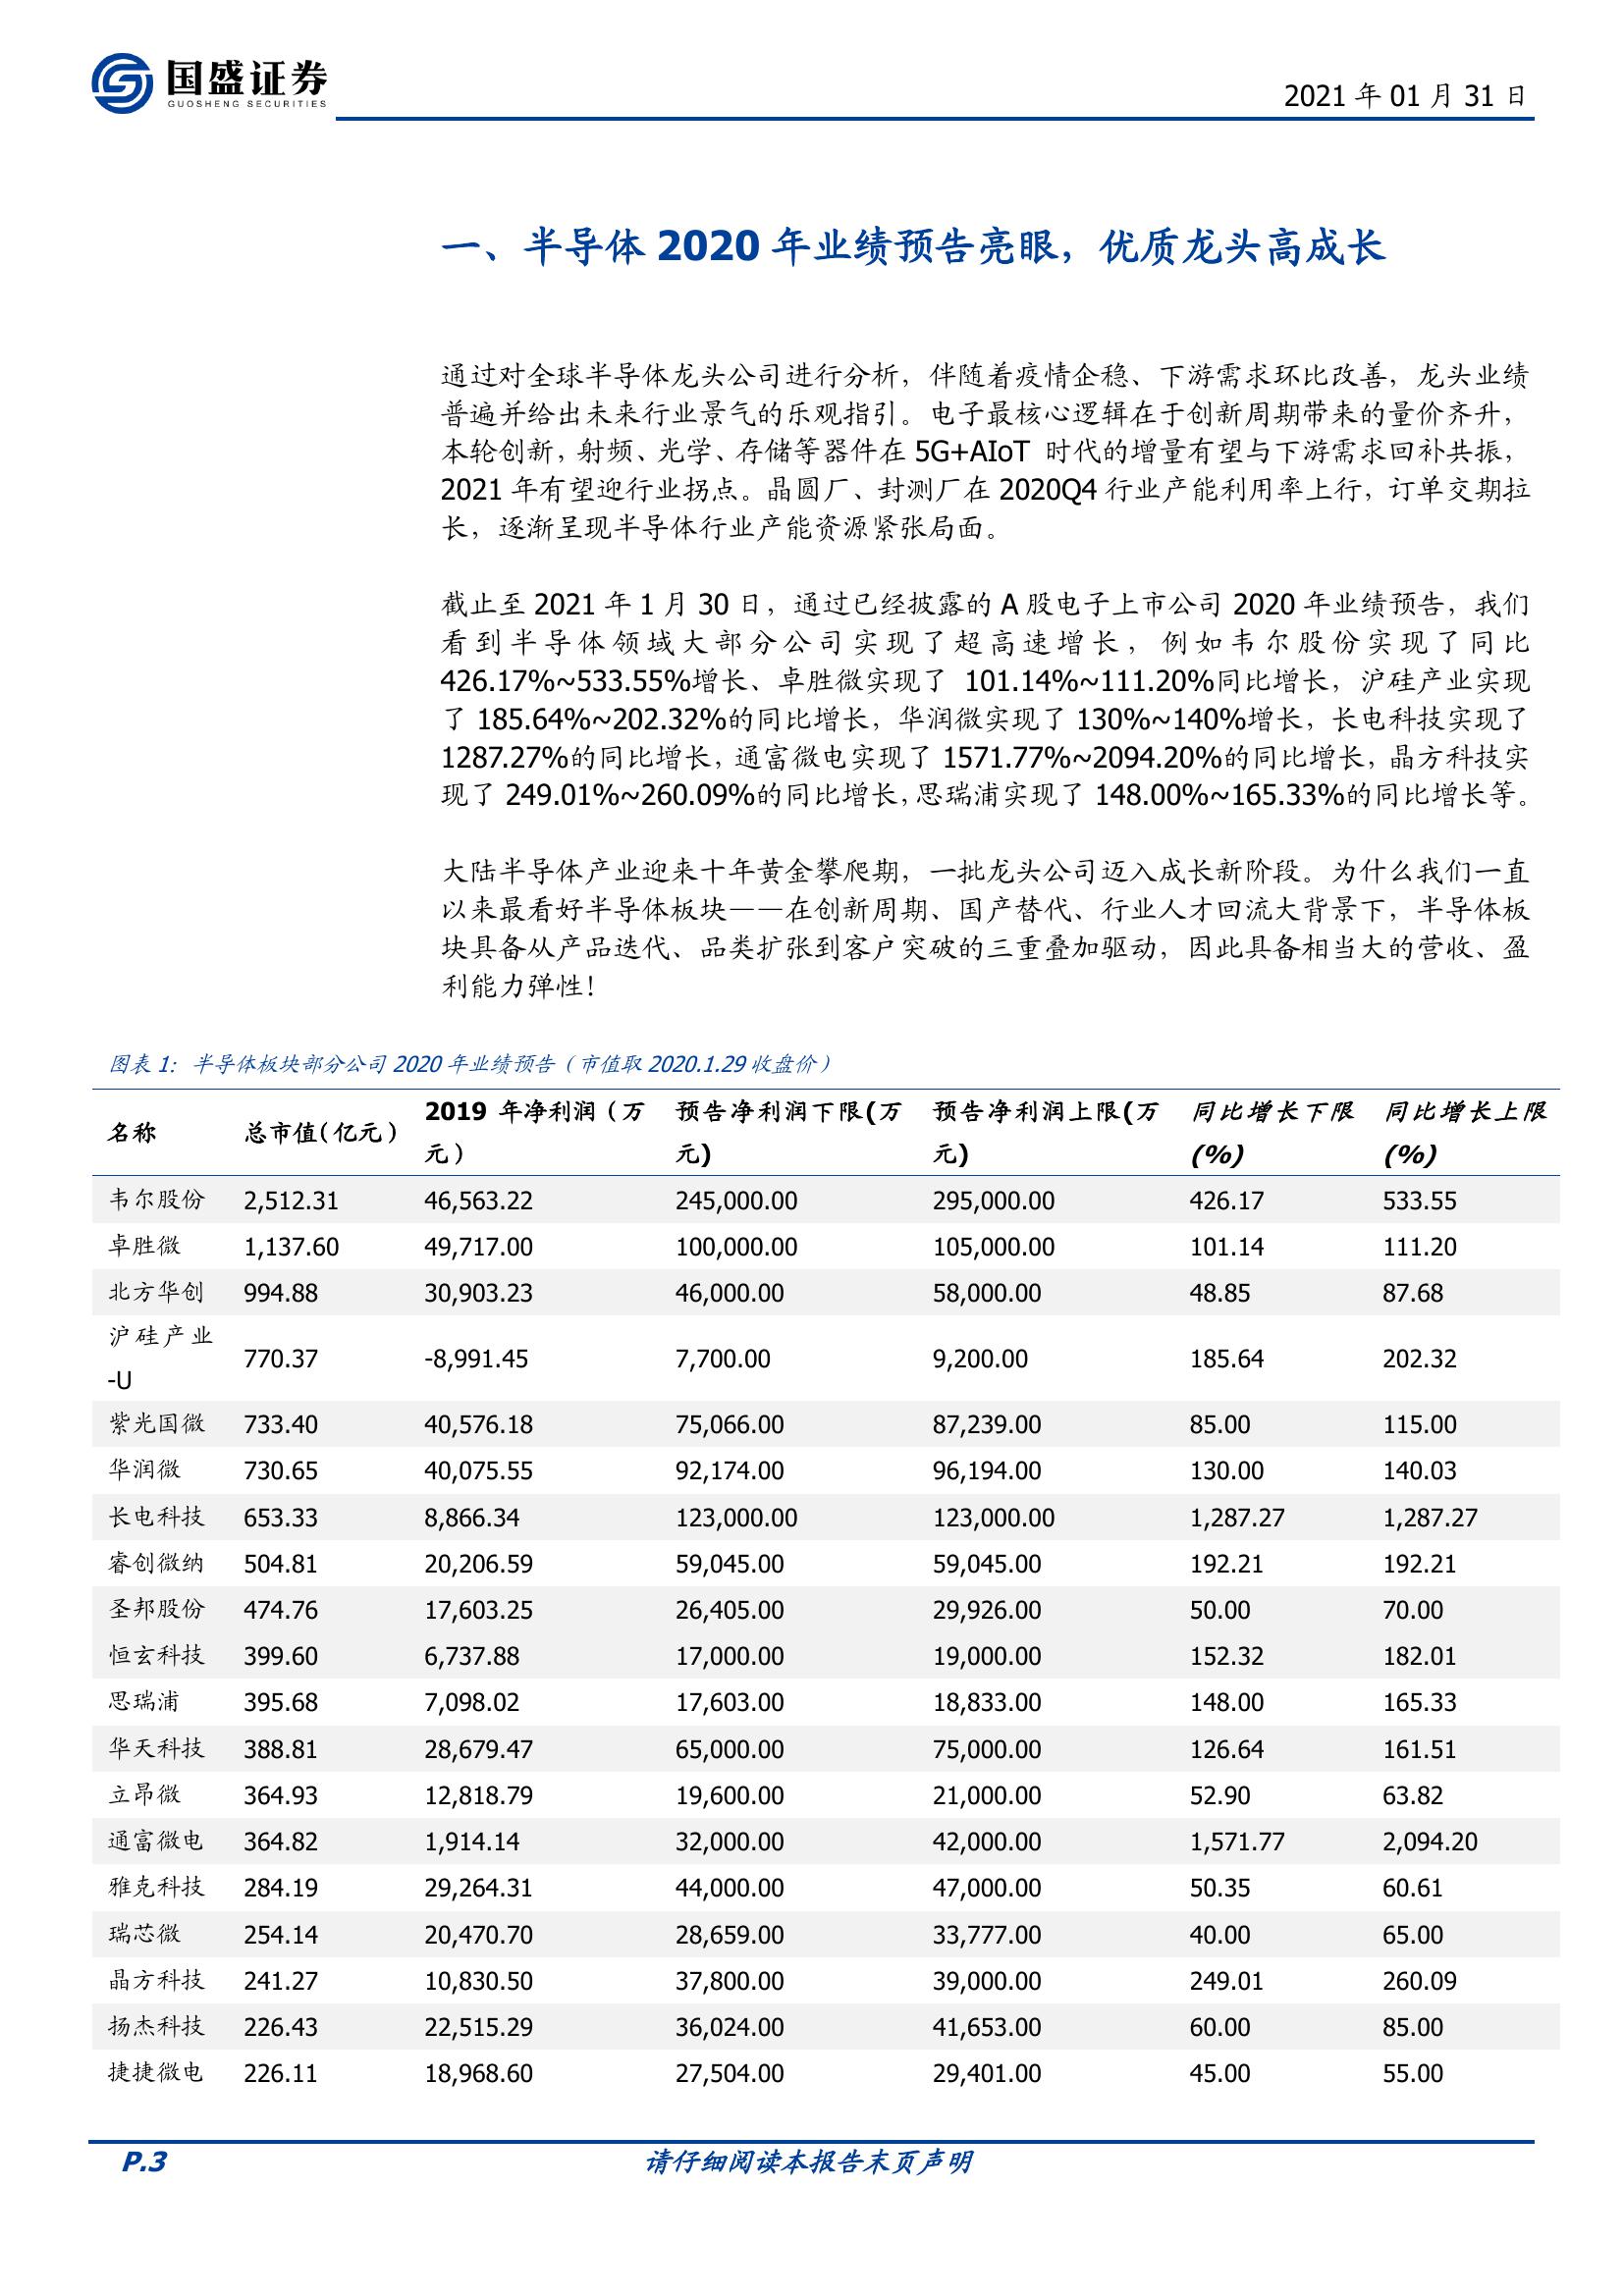 国盛证券
GUOSHENG SECURITIES
2021 年 01 月 31 日
一、半导体 2020 年业绩预告亮眼，优质龙头高成长
通过对全球半导体龙头公司进行分析，伴随着疫情企稳、下游需求环比改善，龙头业绩
普遍并给出未来行业景气的乐观指引。电子最核心逻辑在于创新周期带来的量价齐升，
本轮创新，射频、光学、存储等器件在 5G+AIoT 时代的增量有望与下游需求回补共振，
2021 年有望迎行业拐点。晶圆厂、封测厂在 2020Q4 行业产能利用率上行，订单交期拉
长，逐渐呈现半导体行业产能资源紧张局面。
截止至 2021 年 1 月 30 日，通过已经披露的 A 股电子上市公司 2020 年业绩预告，我们
看到半导体领域大部分公司实现了超高速增长，例如韦尔股份实现了同比
426.17%~533.55%增长、卓胜微实现了 101.14%~111.20%同比增长，沪硅产业实现
了 185.64%~202.32%的同比增长，华润微实现了 130%~140%增长，长电科技实现了
1287.27%的同比增长，通富微电实现了 1571.77%~2094.20%的同比增长，晶方科技实
现了 249.01%~260.09%的同比增长，思瑞浦实现了 148.00%~165.33%的同比增长等。
大陆半导体产业迎来十年黄金攀爬期，一批龙头公司迈入成长新阶段。为什么我们一直
以来最看好半导体板块——在创新周期、国产替代、行业人才回流大背景下，半导体板
块具备从产品迭代、品类扩张到客户突破的三重叠加驱动，因此具备相当大的营收、盈
利能力弹性！
图表 1：半导体板块部分公司 2020 年业绩预告（市值取 2020.1.29 收盘价）
名称 总市值(亿元) 2019 年净利润（万元） 预告净利润下限(万元) 预告净利润上限(万元) 同比增长下限(%) 同比增长上限(%)
韦尔股份 2,512.31 46,563.22 245,000.00 295,000.00 426.17 533.55
卓胜微 1,137.60 49,717.00 100,000.00 105,000.00 101.14 111.20
北方华创 994.88 30,903.23 46,000.00 58,000.00 48.85 87.68
沪硅产业-U 770.37 -8,991.45 7,700.00 9,200.00 185.64 202.32
紫光国微 733.40 40,576.18 75,066.00 87,239.00 85.00 115.00
华润微 730.65 40,075.55 92,174.00 96,194.00 130.00 140.03
长电科技 653.33 8,866.34 123,000.00 123,000.00 1,287.27 1,287.27
睿创微纳 504.81 20,206.59 59,045.00 59,045.00 192.21 192.21
圣邦股份 474.76 17,603.25 26,405.00 29,926.00 50.00 70.00
恒玄科技 399.60 6,737.88 17,000.00 19,000.00 152.32 182.01
思瑞浦 395.68 7,098.02 17,603.00 18,833.00 148.00 165.33
华天科技 388.81 28,679.47 65,000.00 75,000.00 126.64 161.51
立昂微 364.93 12,818.79 19,600.00 21,000.00 52.90 63.82
通富微电 364.82 1,914.14 32,000.00 42,000.00 1,571.77 2,094.20
雅克科技 284.19 29,264.31 44,000.00 47,000.00 50.35 60.61
瑞芯微 254.14 20,470.70 28,659.00 33,777.00 40.00 65.00
晶方科技 241.27 10,830.50 37,800.00 39,000.00 249.01 260.09
扬杰科技 226.43 22,515.29 36,024.00 41,653.00 60.00 85.00
捷捷微电 226.11 18,968.60 27,504.00 29,401.00 45.00 55.00
P.3 请仔细阅读本报告末页声明